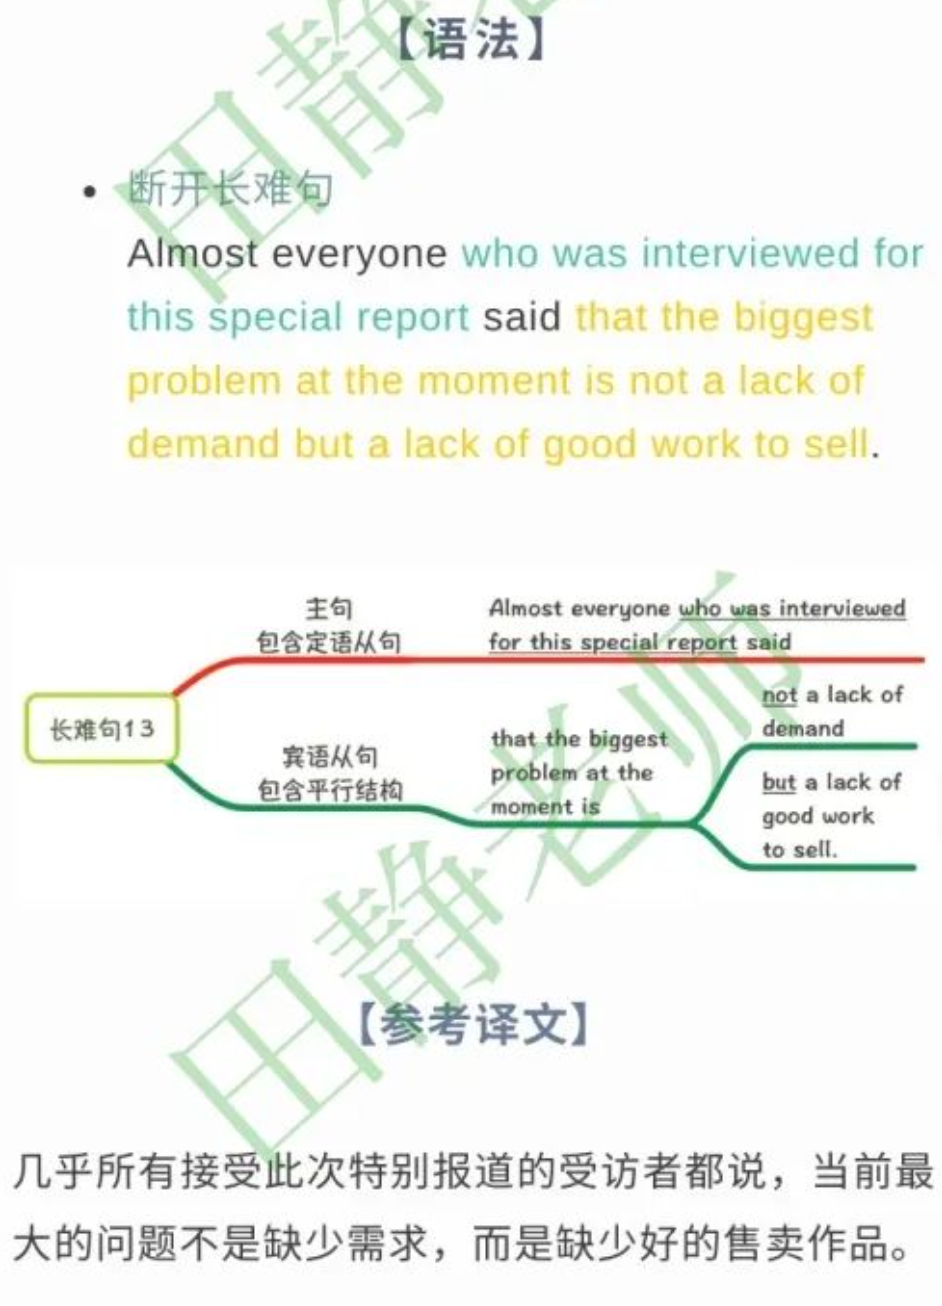 【语法】
断开长难句
Almost everyone who was interviewed for
this special report said that the biggest
problem at the moment is not a lack of
demand but a lack of good work to sell.
主句
包含定语从句
Almost everyone who was interviewed
for this special report said
长难句13
宾语从句
包含平行结构
that the biggest
problem at the
moment is
not a lack of
demand
but a lack of
good work
to sell.
【参考译文】
几乎所有接受此次特别报道的受访者都说，当前最
大的问题不是缺少需求，而是缺少好的售卖作品。
田静老师
田静老师